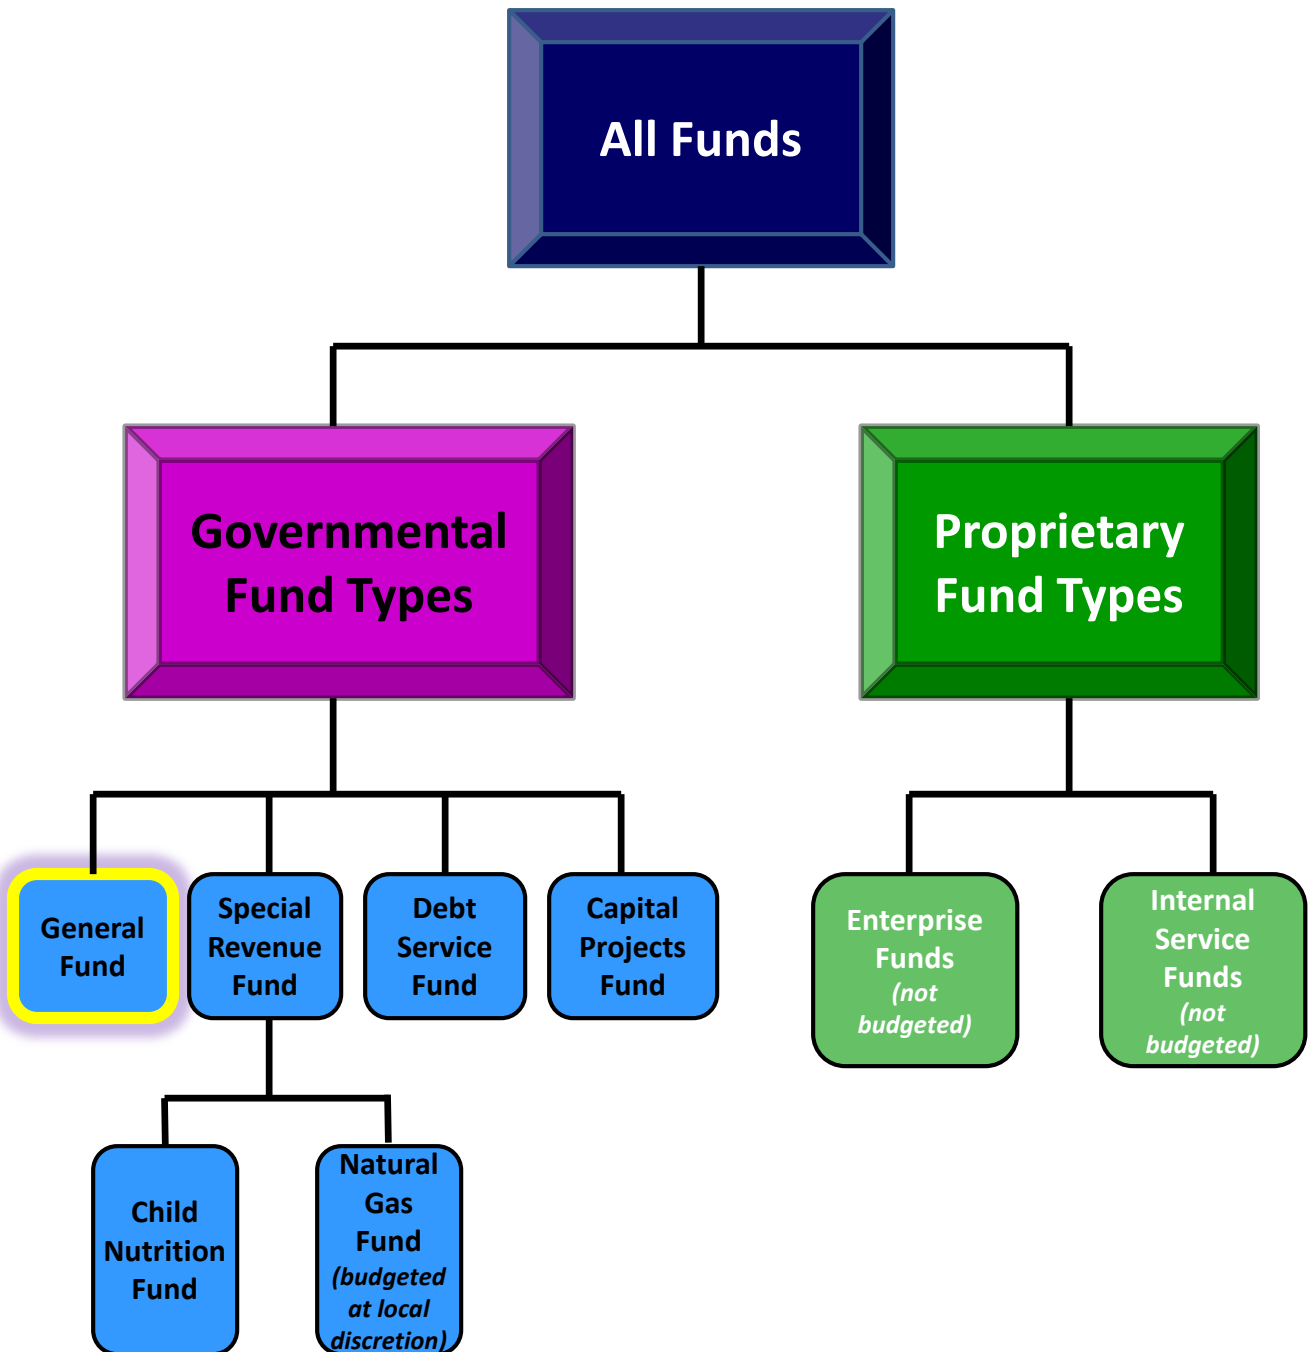 All Funds
Governmental
Fund Types
Proprietary
Fund Types
General
Fund
Special
Revenue
Fund
Debt
Service
Fund
Capital
Projects
Fund
Enterprise
Funds
(not
budgeted)
Internal
Service
Funds
(not
budgeted)
Child
Nutrition
Fund
Natural
Gas
Fund
(budgeted
at local
discretion)